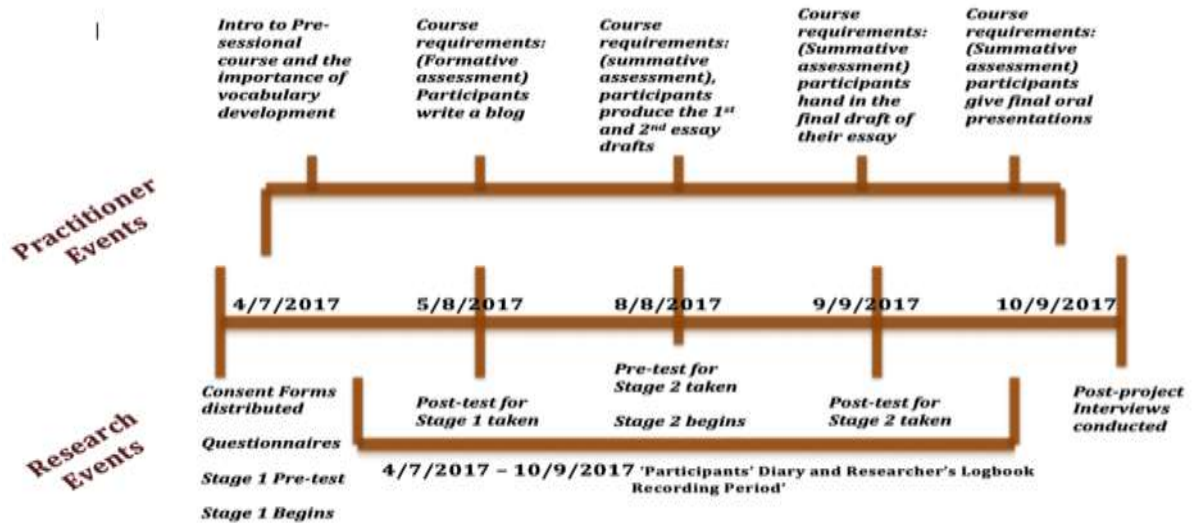 Intro to Pre-
sessional
course and the
importance of
vocabulary
development
Course
requirements:
(Formative
assessment)
Participants
write a blog
Course
requirements:
(summative
assessment),
participants
produce the 1st
and 2nd essay
drafts
Course
requirements:
(Summative
assessment)
participants
hand in the
final draft of
their essay
Course
requirements:
(Summative
assessment)
participants
give final oral
presentations
Practitioner
Events
4/7/2017
5/8/2017
8/8/2017
9/9/2017
10/9/2017
Research
Events
Consent Forms
distributed
Questionnaires
Stage 1 Pre-test
Stage 1 Begins
Post-test for
Stage 1 taken
Pre-test for
Stage 2 taken
Stage 2 begins
Post-test for
Stage 2 taken
Post-project
Interviews
conducted
4/7/2017 – 10/9/2017 'Participants' Diary and Researcher's Logbook
Recording Period'